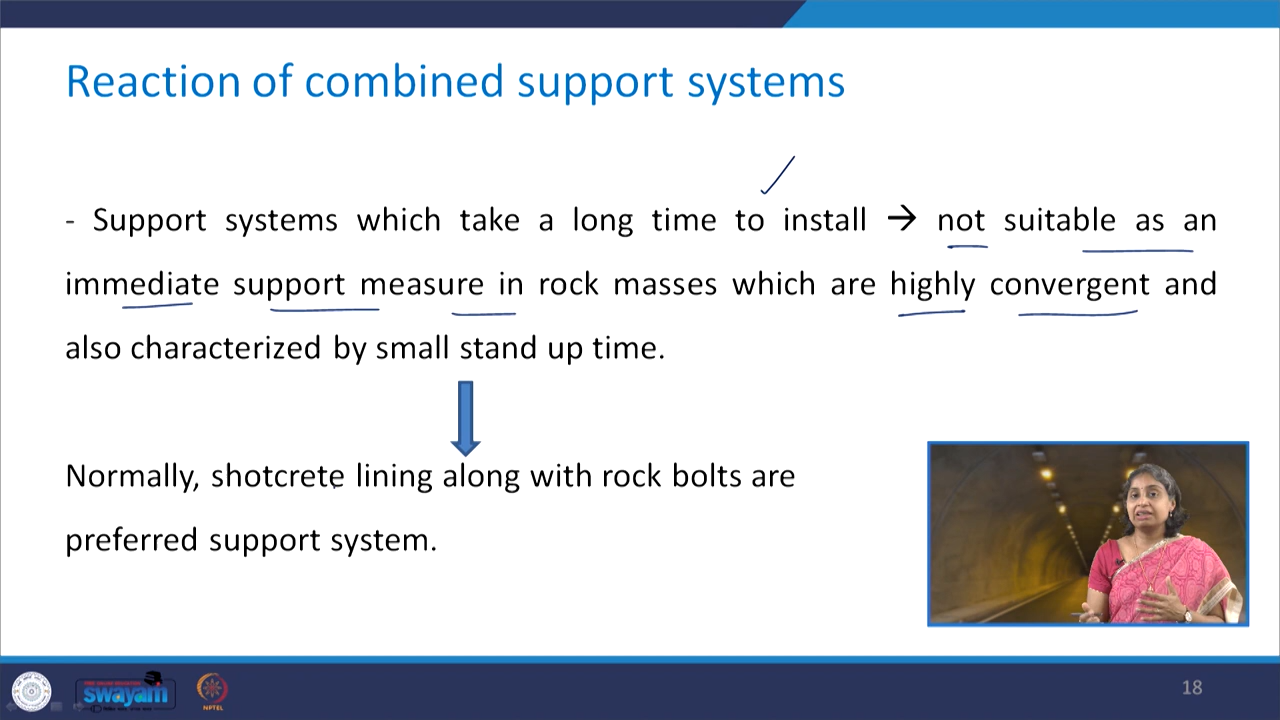 Reaction of combined support systems
- Support systems which take a long time to install → not suitable as an
immediate support measure in rock masses which are highly convergent and
also characterized by small stand up time.
Normally, shotcrete lining along with rock bolts are
preferred support system.
swayam
NPTEL
18